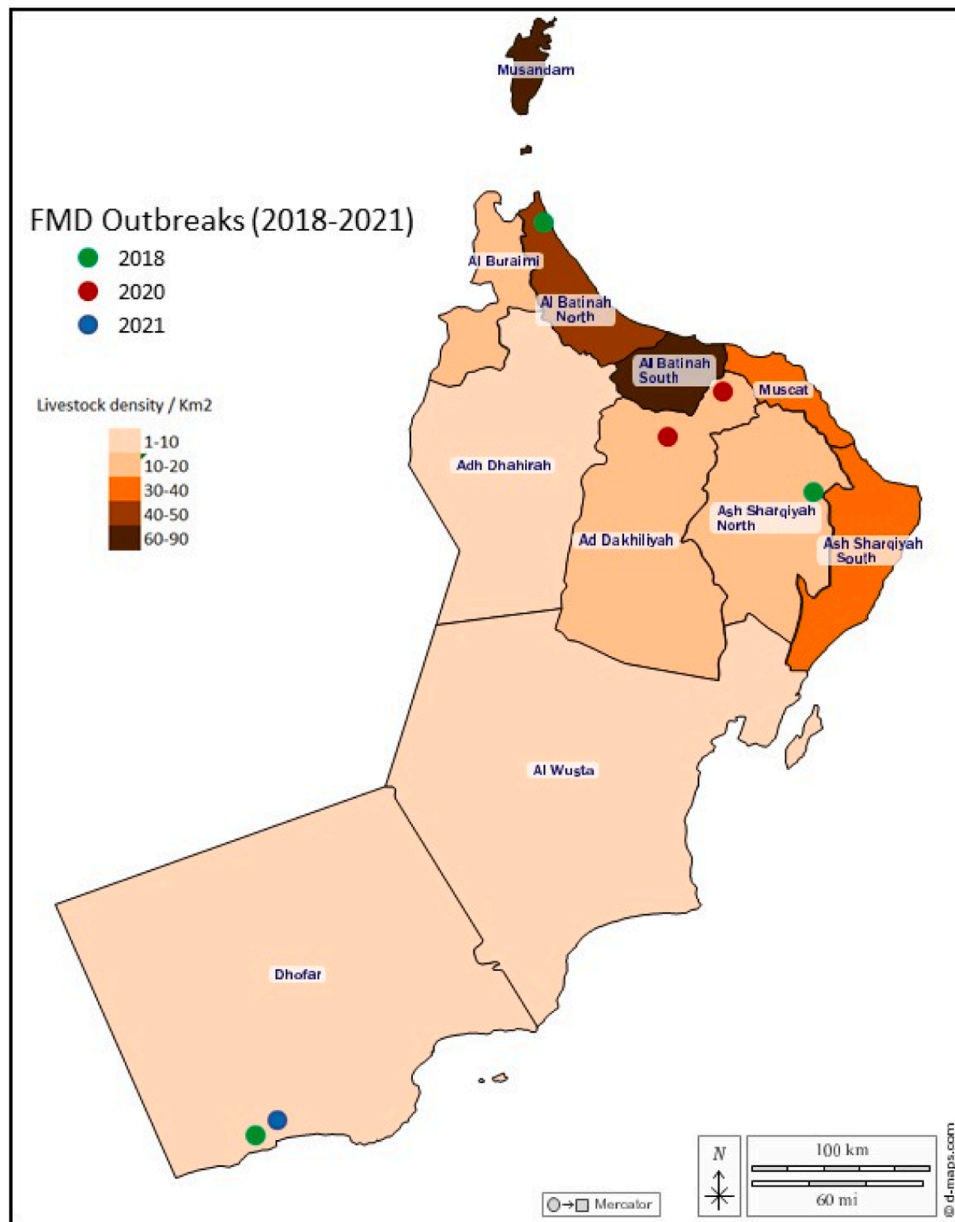 Musandam
FMD Outbreaks (2018-2021)
2018
2020
2021
Al Buraimi
Al Batinah
North
Al Batinah
South
Muscat
Livestock density / Km2
1-10
10-20
30-40
40-50
60-90
Adh Dhahirah
Ad Dakhiliyah
Ash Sharqiyah
North
Ash Sharqiyah
South
Al Wusta
Dhofar
N
100 km
60 mi
Mercator
© d-maps.com